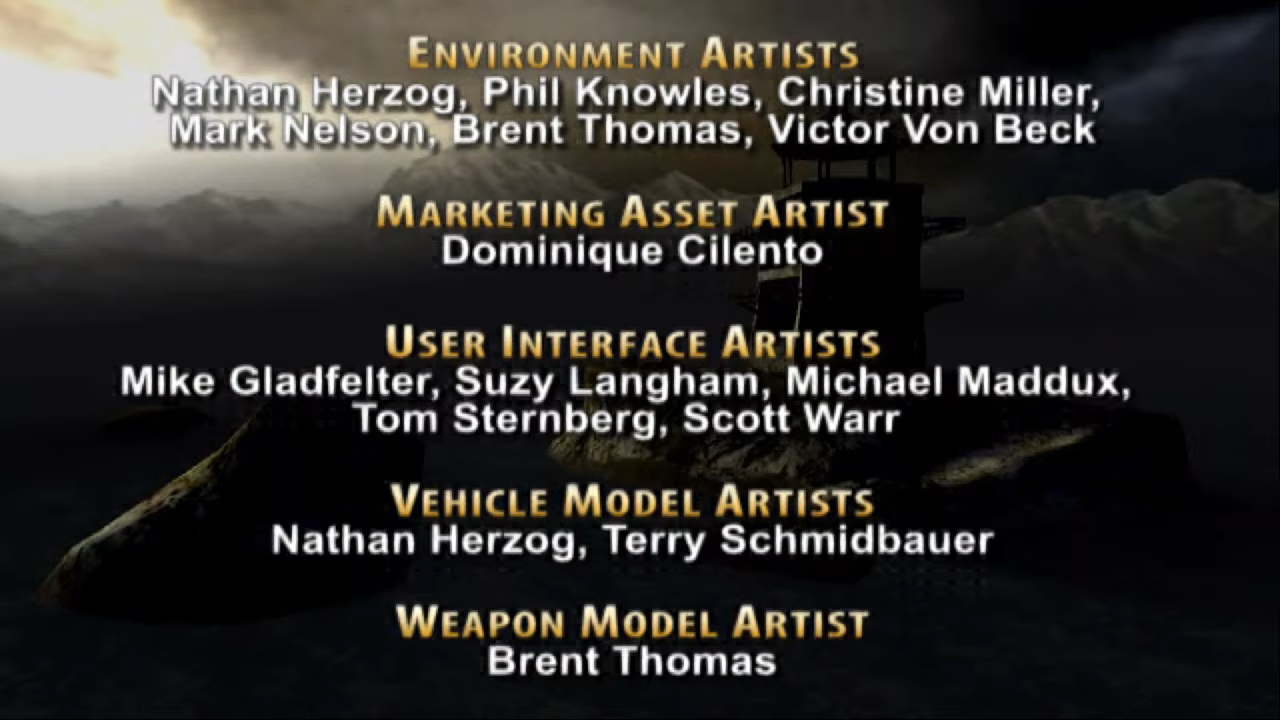 Environment Artists
Nathan Herzog, Phil Knowles, Christine Miller,
Mark Nelson, Brent Thomas, Victor Von Beck
Marketing Asset Artist
Dominique Cilento
User Interface Artists
Mike Gladfelter, Suzy Langham, Michael Maddux,
Tom Sternberg, Scott Warr
Vehicle Model Artists
Nathan Herzog, Terry Schmidbauer
Weapon Model Artist
Brent Thomas